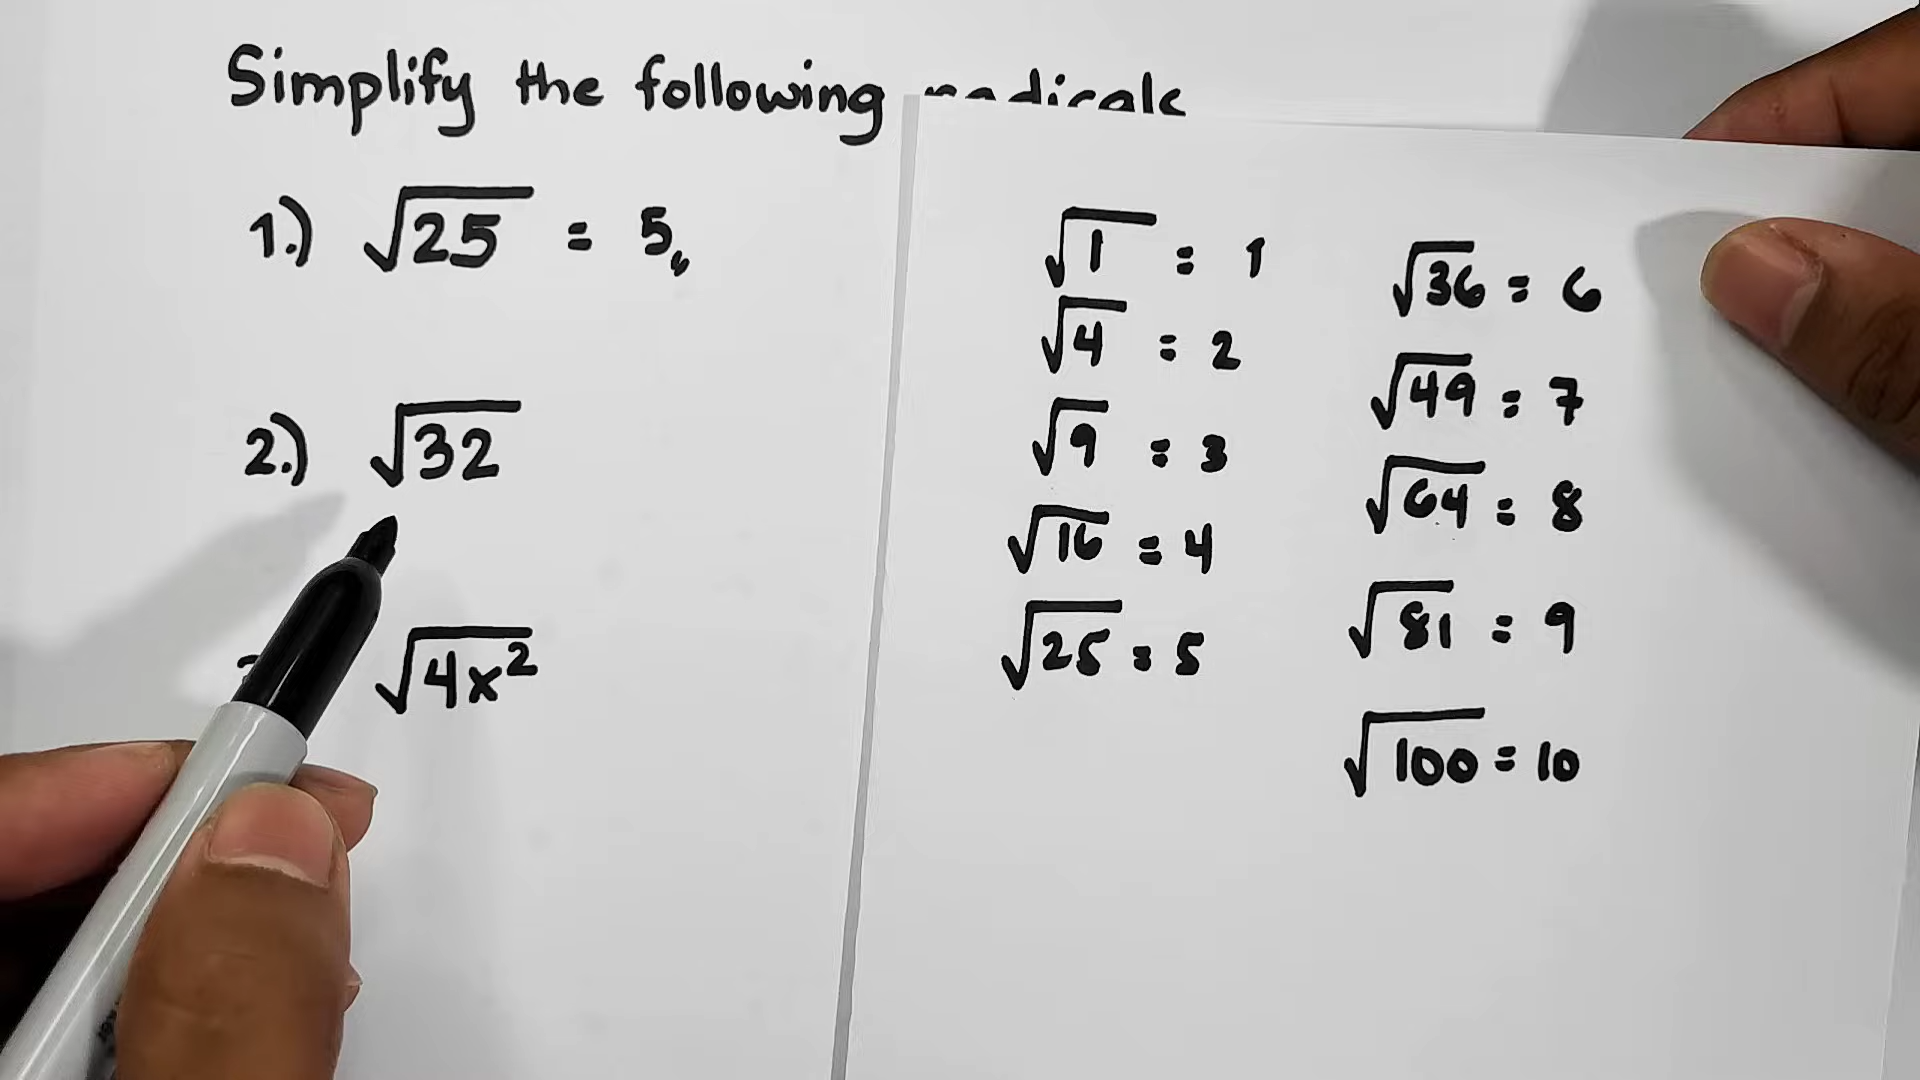 Simplify the following radicals
1.) √25 = 5,,
2.) √32
√4x²
√1 = 1
√4 = 2
√9 = 3
√16 = 4
√25 = 5
√36 = 6
√49 = 7
√64 = 8
√81 = 9
√100 = 10